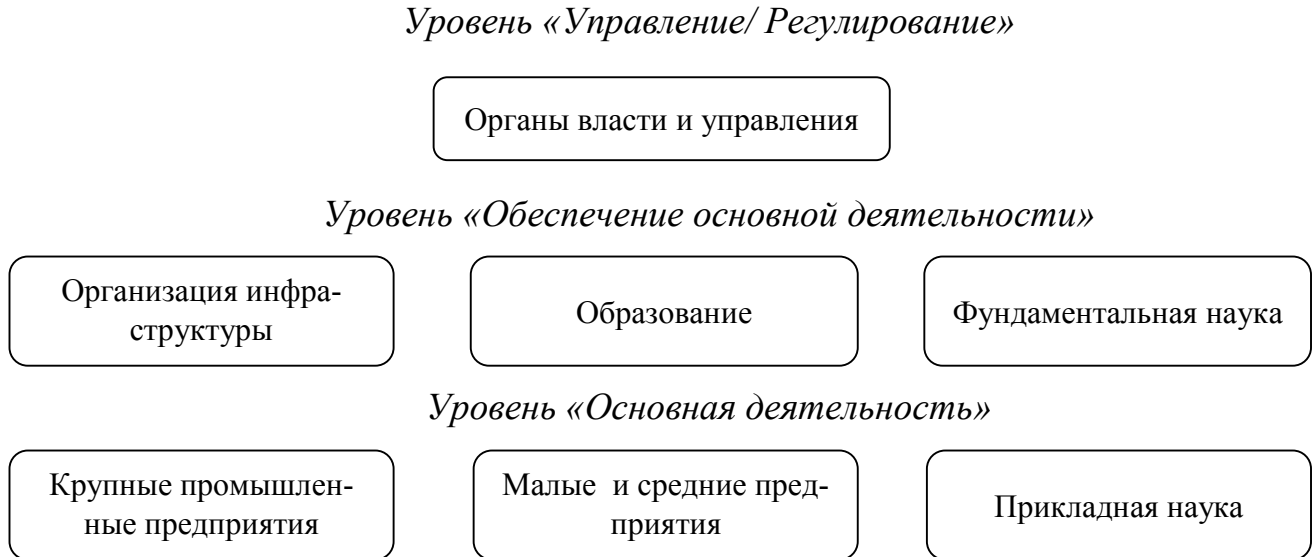 Уровень «Управление/ Регулирование»
Органы власти и управления
Уровень «Обеспечение основной деятельности»
Организация инфра-
структуры
Образование
Фундаментальная наука
Уровень «Основная деятельность»
Крупные промышлен-
ные предприятия
Малые и средние пред-
приятия
Прикладная наука